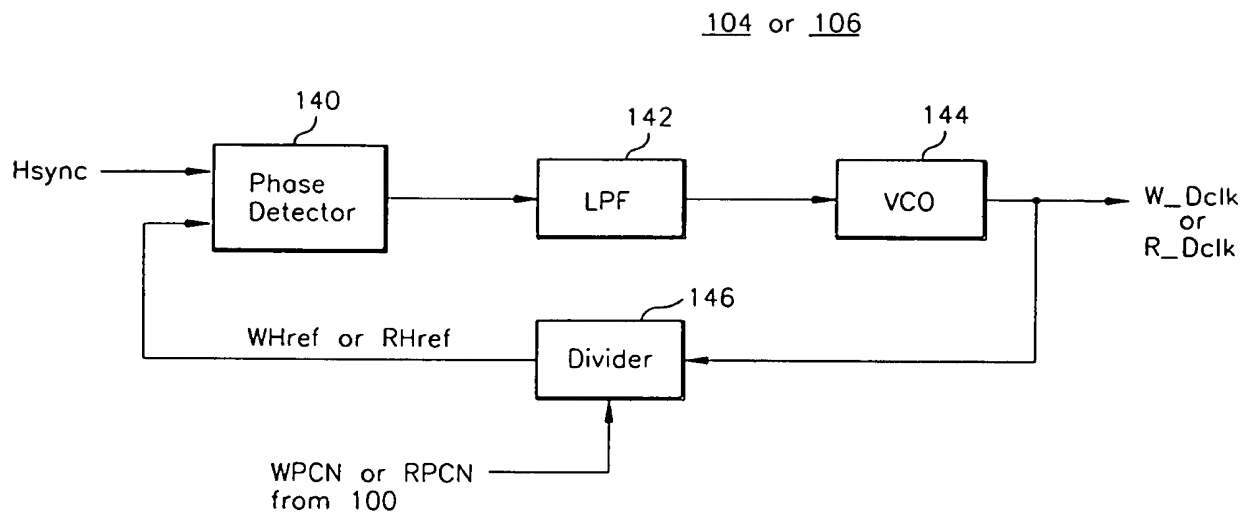 104 or 106
140
142
144
Hsync
Phase
Detector
LPF
VCO
W_Dclk
or
R_Dclk
146
WHref or RHref
Divider
WPCN or RPCN
from 100